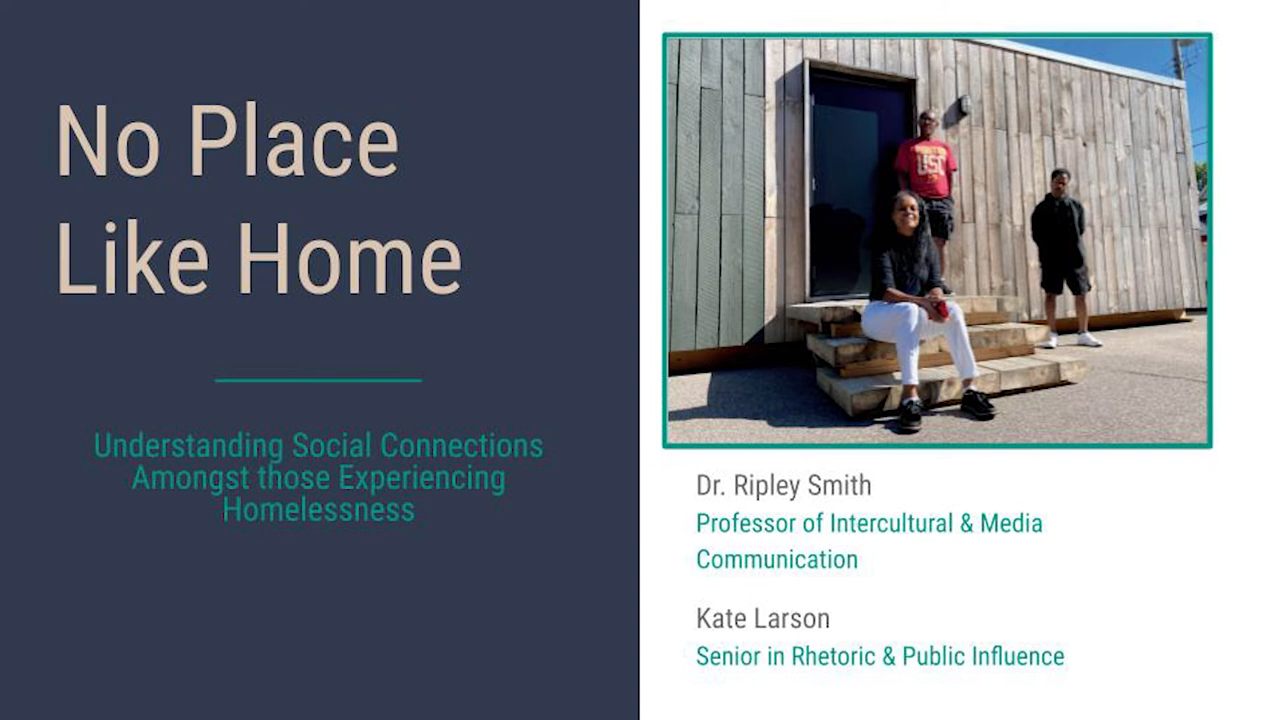 No Place
Like Home
Understanding Social Connections
Amongst those Experiencing
Homelessness
USC
Dr. Ripley Smith
Professor of Intercultural & Media
Communication
Kate Larson
Senior in Rhetoric & Public Influence